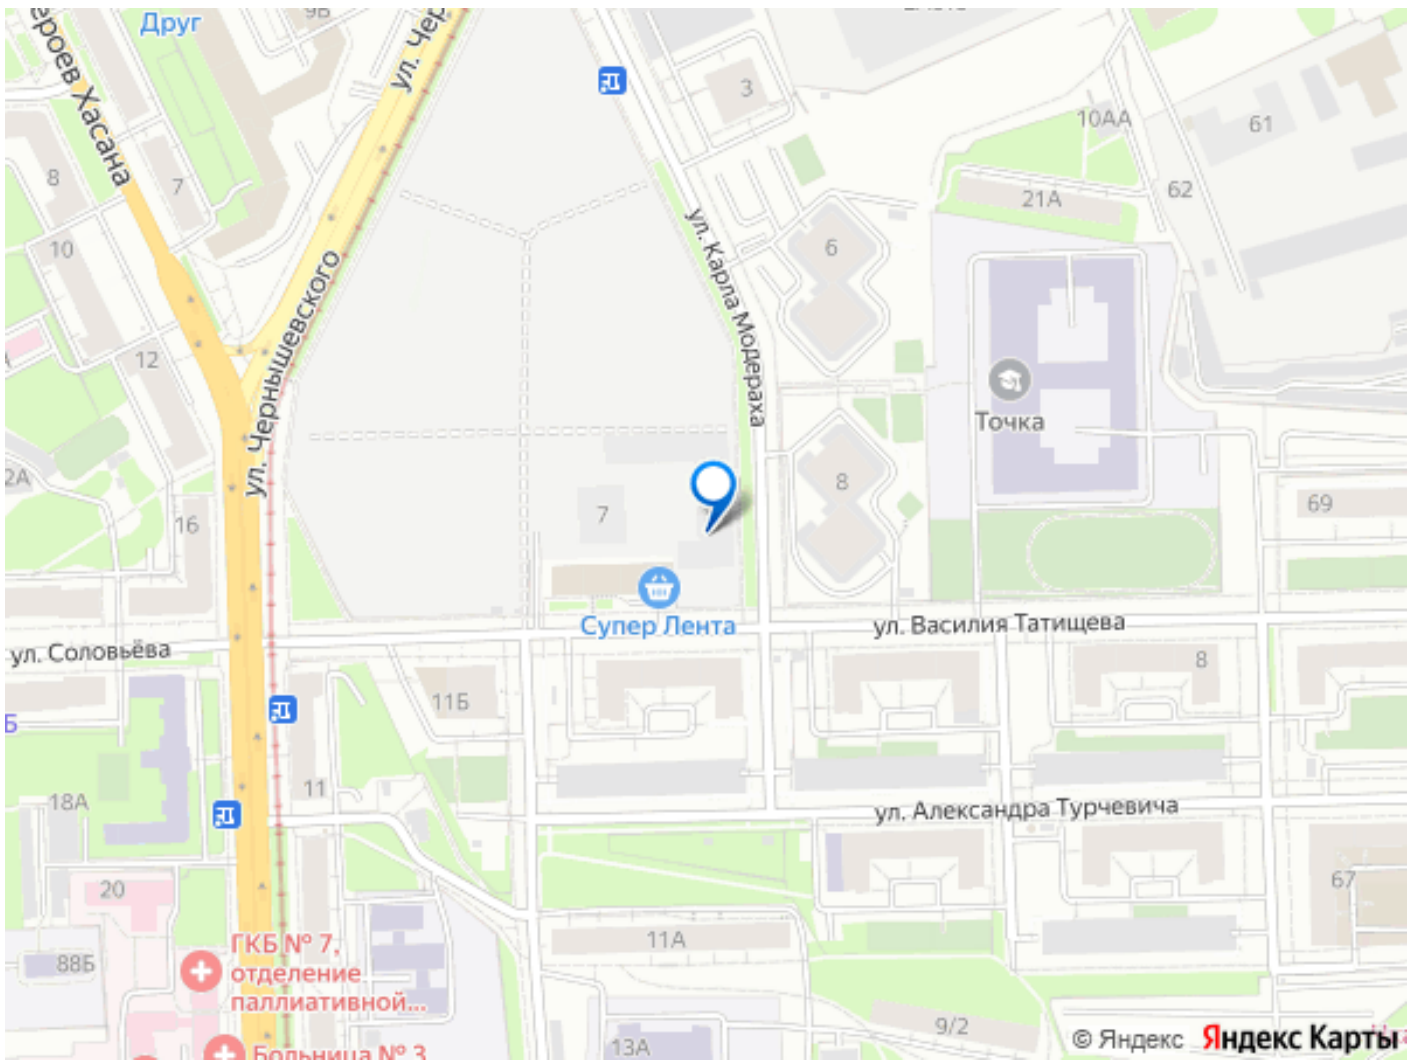 Друг
9В
ул. Чер
ероев Хасана
3
10АА
61
8
7
21А
62
10
ул. Карла Модераха
6
ул. Чернышевского
12
Точка
2А
8
16
7
69
Супер Лента
ул. Василия Татищева
ул. Соловьёва
8
11Б
Б
11
18А
ул. Александра Турчевича
20
67
ГКБ № 7,
отделение
паллиативной...
11А
88Б
9/2
13А
Больница № 3
© Яндекс Яндекс Карты